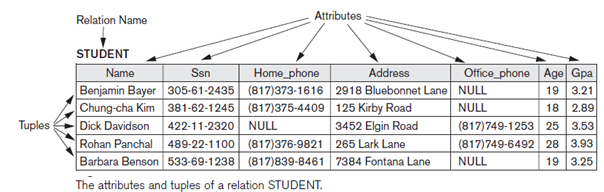 Relation Name
Attributes
STUDENT
Name Ssn Home_phone Address Office_phone Age Gpa
Benjamin Bayer 305-61-2435 (817)373-1616 2918 Bluebonnet Lane NULL 19 3.21
Chung-cha Kim 381-62-1245 (817)375-4409 125 Kirby Road NULL 18 2.89
Tuples Dick Davidson 422-11-2320 NULL 3452 Elgin Road (817)749-1253 25 3.53
Rohan Panchal 489-22-1100 (817)376-9821 265 Lark Lane (817)749-6492 28 3.93
Barbara Benson 533-69-1238 (817)839-8461 7384 Fontana Lane NULL 19 3.25
The attributes and tuples of a relation STUDENT.